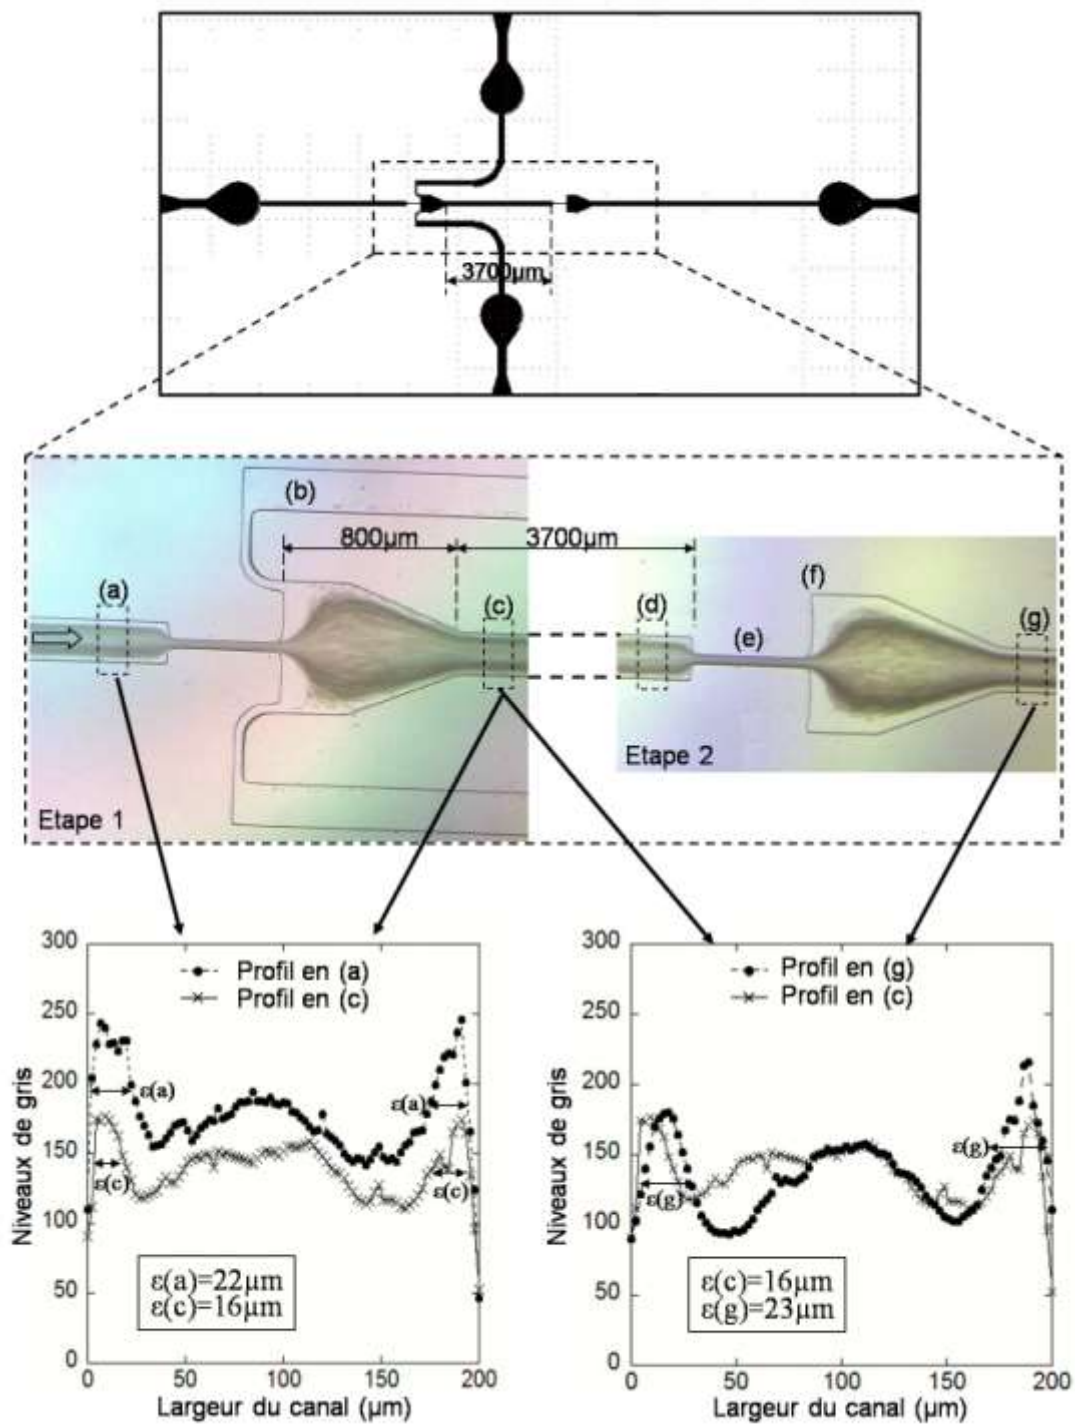 3700µm
(b)
800µm
3700µm
(a)
(c)
(d)
(e)
(f)
(g)
Etape 1
Etape 2
300
250
200
150
100
50
0
Niveaux de gris
Profil en (a)
Profil en (c)
ε(a)
ε(a)
ε(c)
ε(c)
ε(a)=22µm
ε(c)=16µm
0
50
100
150
200
Largeur du canal (µm)
300
250
200
150
100
50
0
Niveaux de gris
Profil en (g)
Profil en (c)
ε(g)
ε(g)
ε(c)=16µm
ε(g)=23µm
0
50
100
150
200
Largeur du canal (µm)